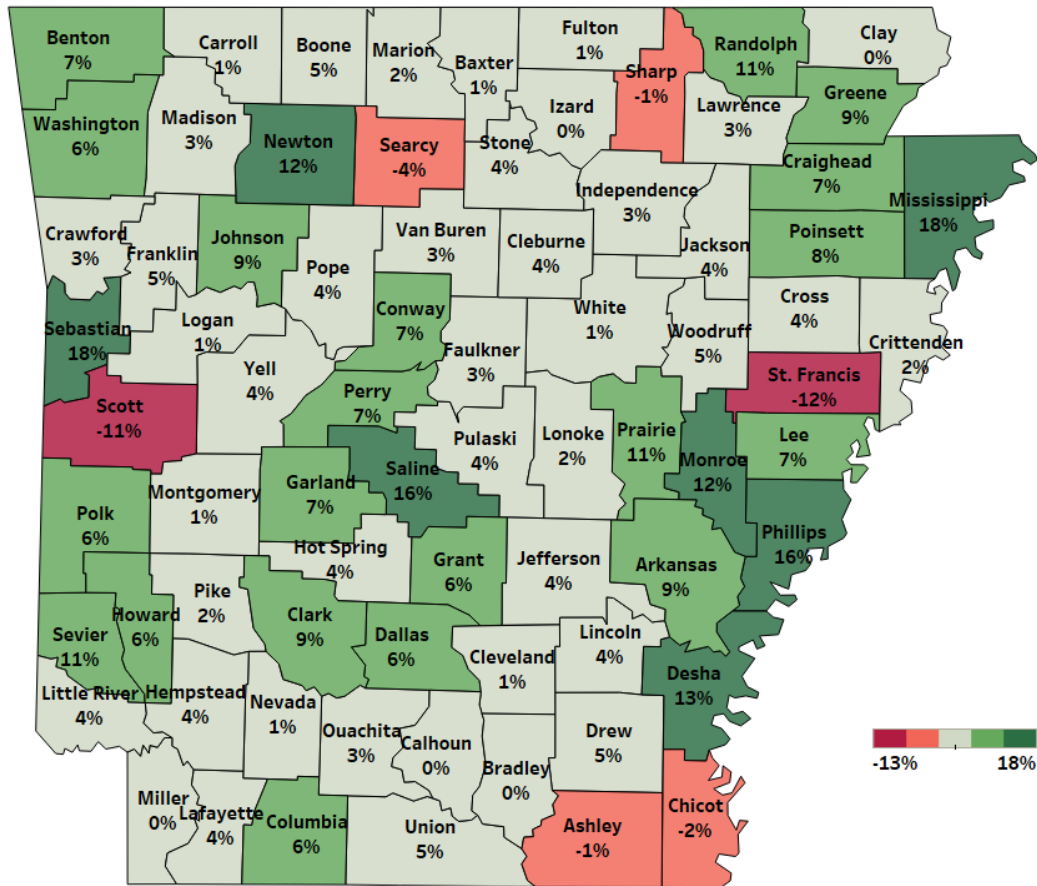 Benton
7%
Carroll
1%
Boone
5%
Marion
2%
Baxter
1%
Fulton
1%
Sharp
-1%
Randolph
11%
Clay
0%
Washington
6%
Madison
3%
Newton
12%
Searcy
-4%
Stone
4%
Izard
0%
Lawrence
3%
Greene
9%
Craighead
7%
Mississippi
18%
Independence
3%
Crawford
3%
Franklin
5%
Johnson
9%
Pope
4%
Van Buren
3%
Cleburne
4%
Jackson
4%
Poinsett
8%
Sebastian
18%
Logan
1%
Conway
7%
White
1%
Woodruff
5%
Cross
4%
Crittenden
2%
Yell
4%
Faulkner
3%
St. Francis
-12%
Scott
-11%
Perry
7%
Pulaski
4%
Lonoke
2%
Prairie
11%
Monroe
12%
Lee
7%
Saline
16%
Garland
7%
Montgomery
1%
Polk
6%
Phillips
16%
Hot Spring
4%
Grant
6%
Jefferson
4%
Arkansas
9%
Pike
2%
Howard
6%
Sevier
11%
Clark
9%
Dallas
6%
Cleveland
1%
Lincoln
4%
Desha
13%
Little River
4%
Hempstead
4%
Nevada
1%
Ouachita
3%
Calhoun
0%
Bradley
0%
Drew
5%
Miller
0%
Lafayette
4%
Columbia
6%
Union
5%
Ashley
-1%
Chicot
-2%
-13%
18%